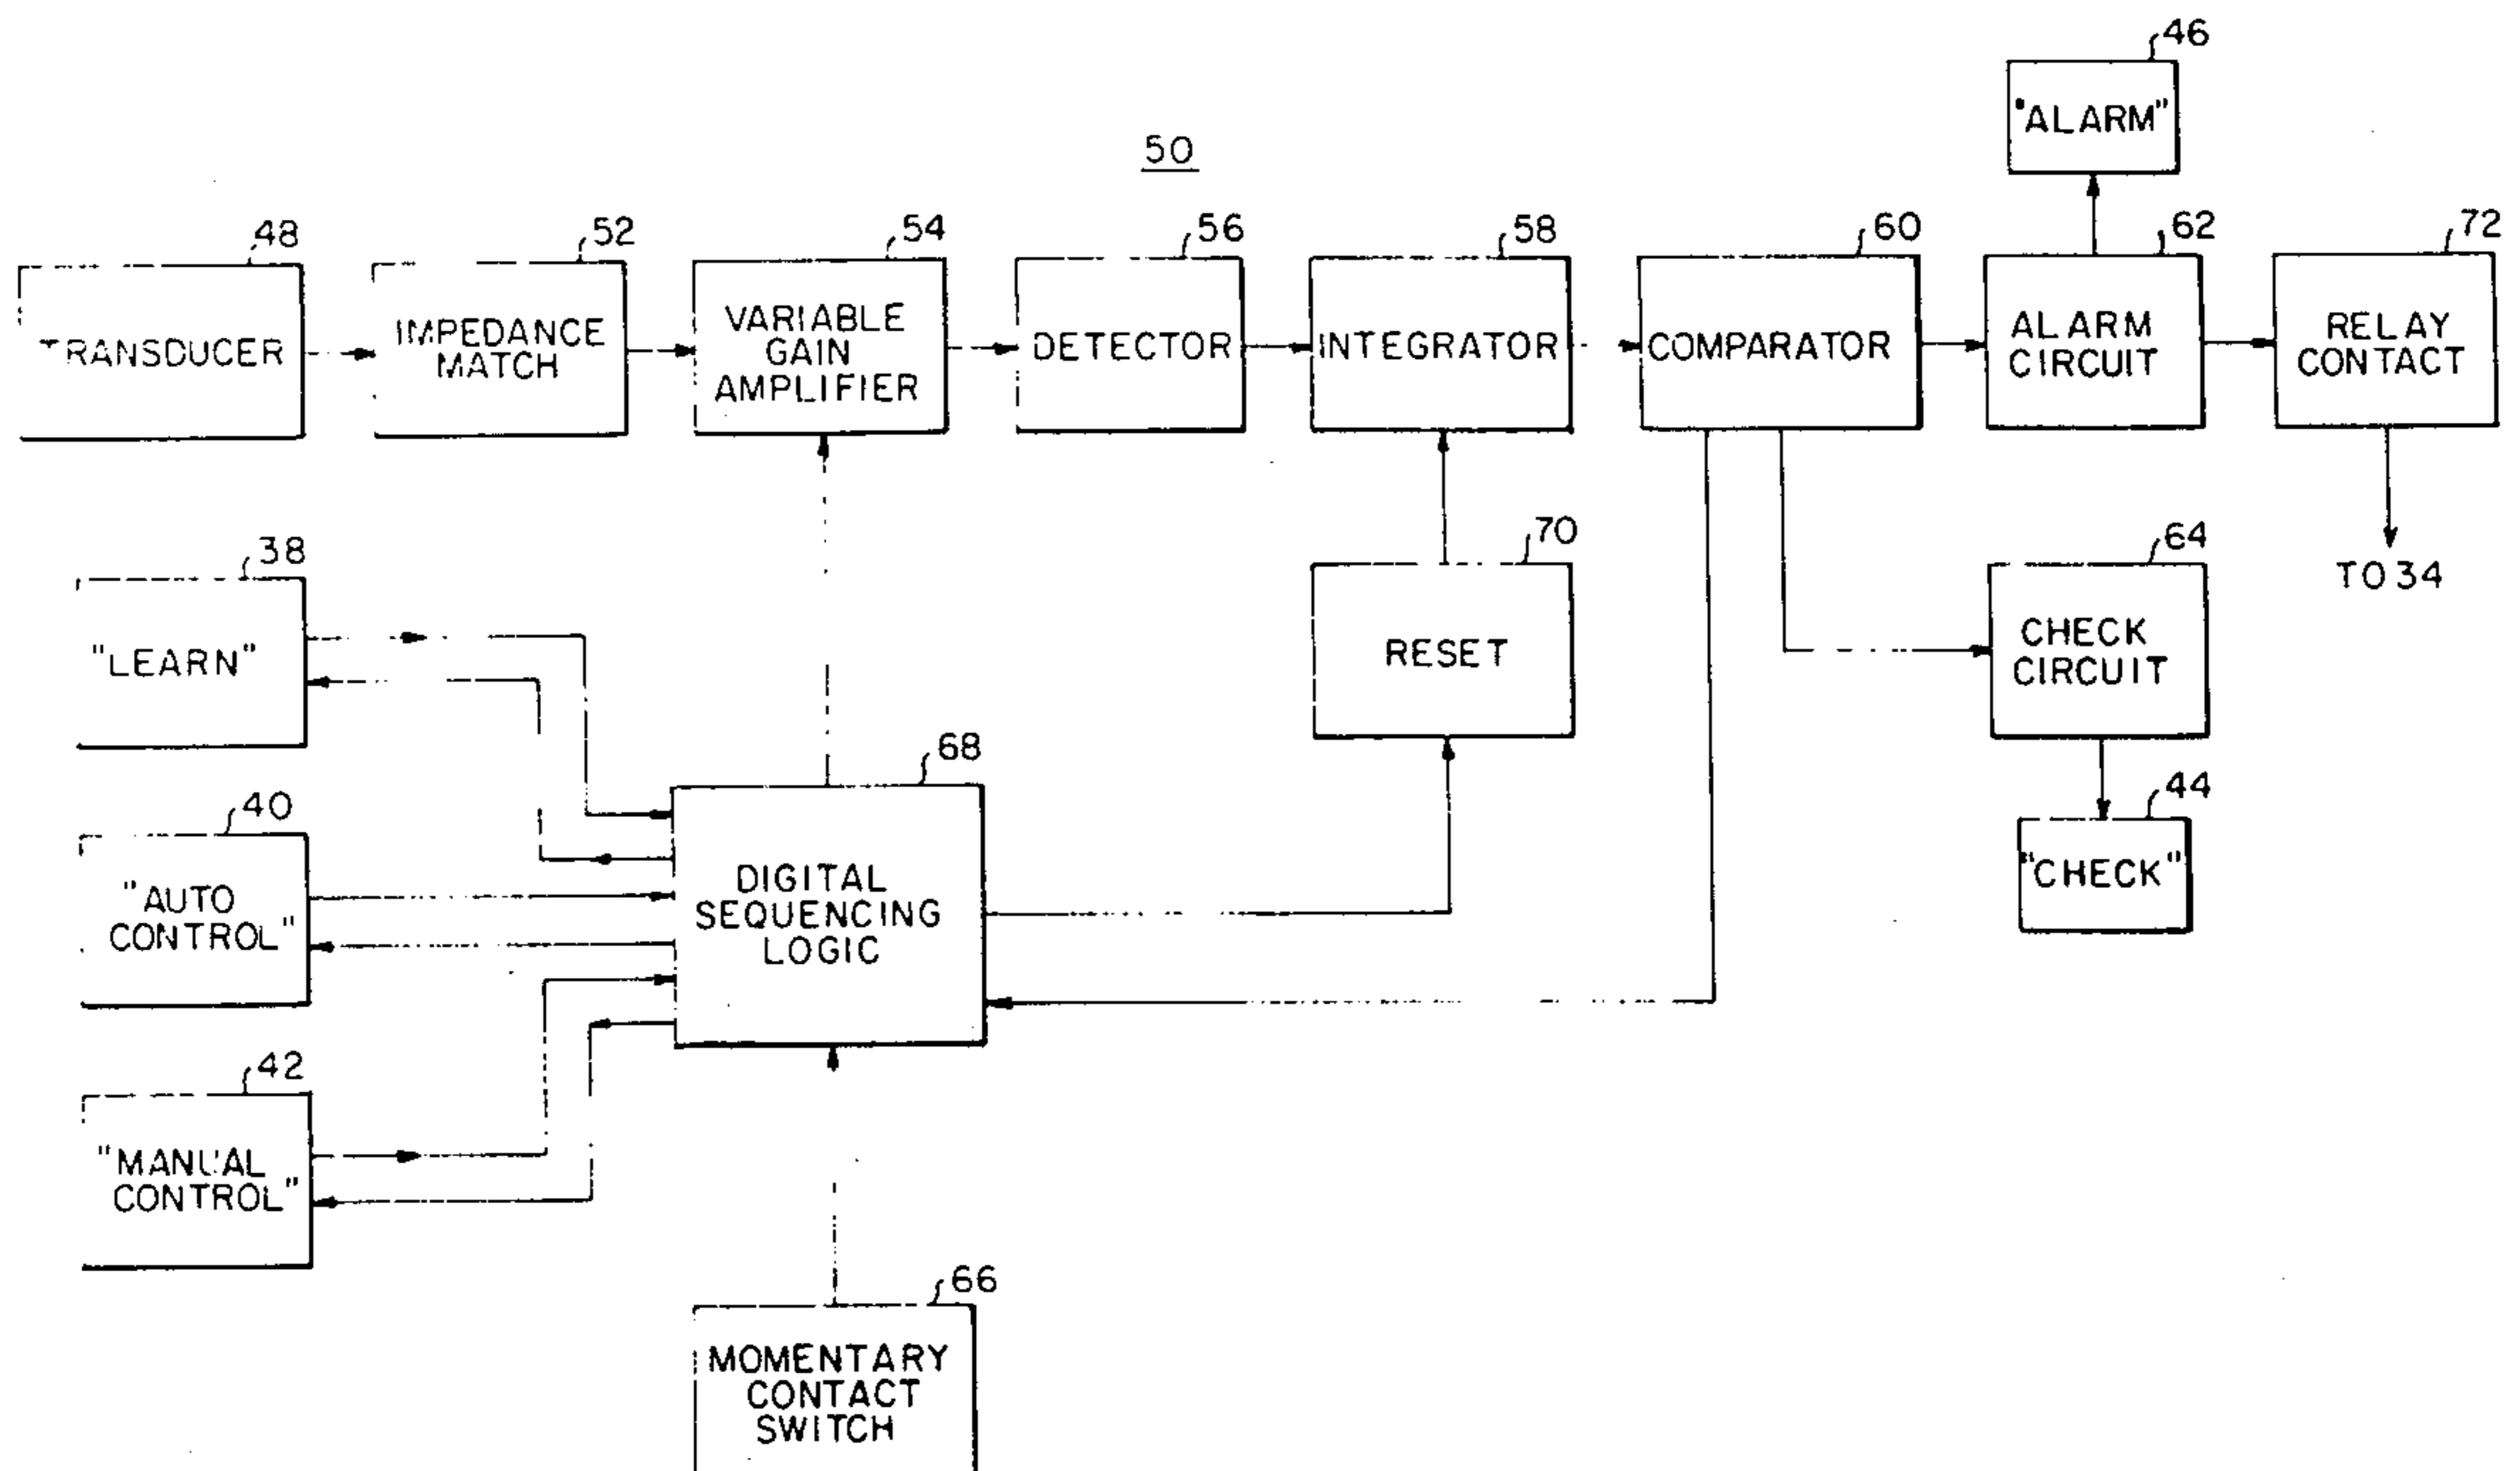 46
"ALARM"
50
48
52
54
56
58
60
62
72
TRANSDUCER
IMPEDANCE
MATCH
VARIABLE
GAIN
AMPLIFIER
DETECTOR
INTEGRATOR
COMPARATOR
ALARM
CIRCUIT
RELAY
CONTACT
TO 34
38
"LEARN"
70
RESET
64
CHECK
CIRCUIT
68
DIGITAL
SEQUENCING
LOGIC
44
"CHECK"
40
"AUTO
CONTROL"
42
"MANUAL
CONTROL"
66
MOMENTARY
CONTACT
SWITCH